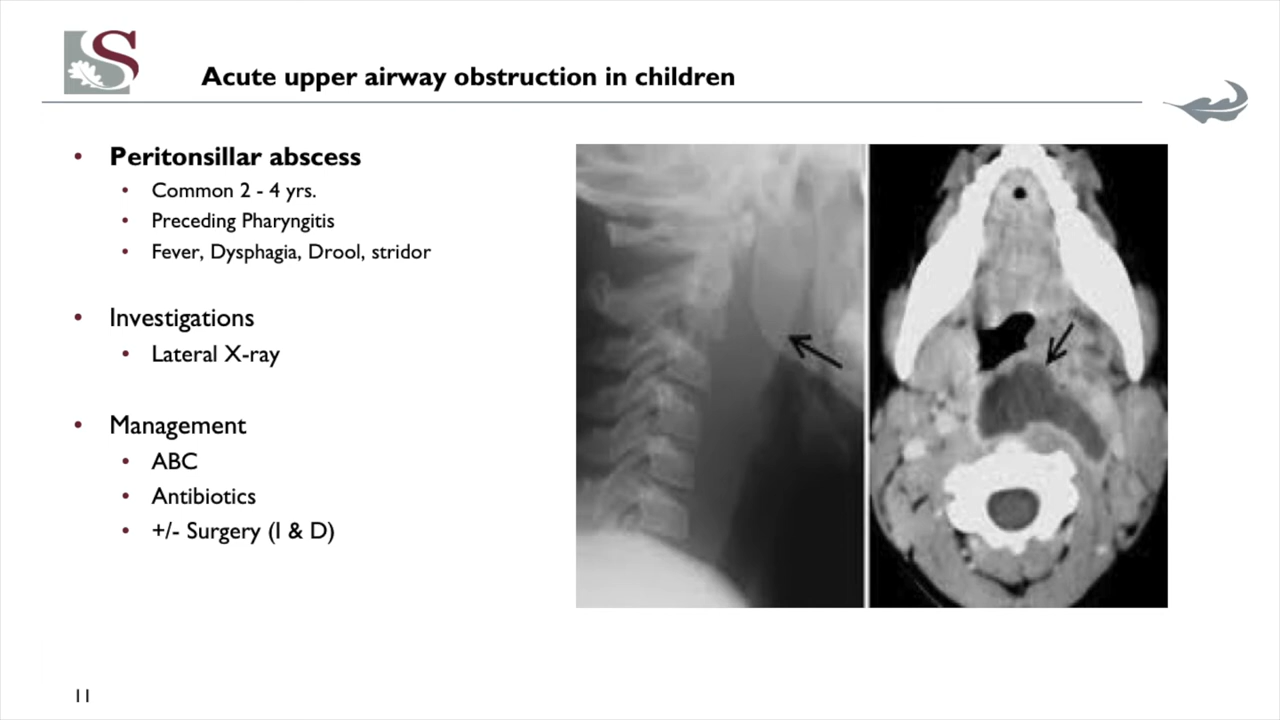 S
Acute upper airway obstruction in children
• Peritonsillar abscess
• Common 2 - 4 yrs.
• Preceding Pharyngitis
• Fever, Dysphagia, Drool, stridor
• Investigations
• Lateral X-ray
• Management
• ABC
• Antibiotics
• +/- Surgery (I & D)
11